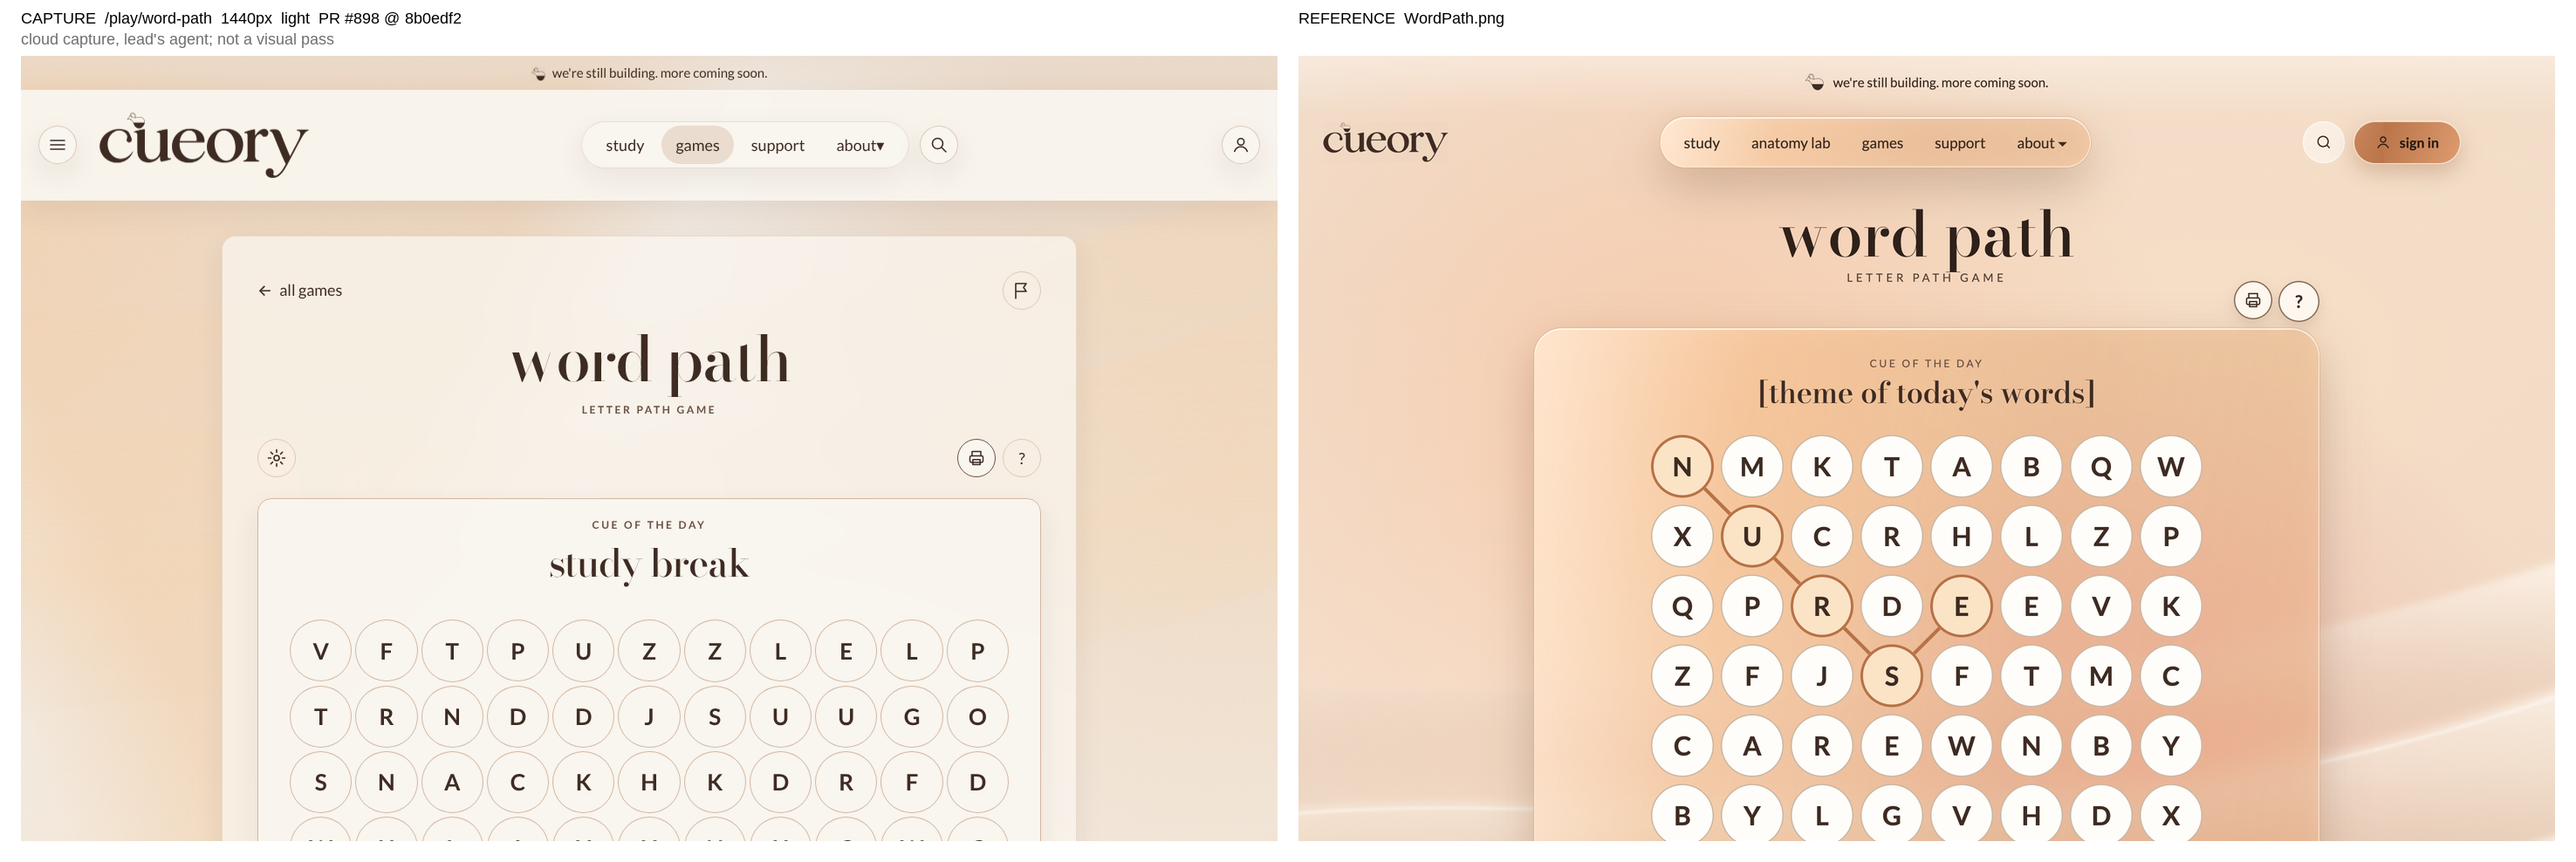 CAPTURE /play/word-path 1440px light PR #898 @ 8b0edf2
cloud capture, lead's agent; not a visual pass
we're still building. more coming soon.
cueory
study games support about▾
← all games
word path
LETTER PATH GAME
?
CUE OF THE DAY
study break
V F T P U Z Z L E L P
T R N D D J S U U G O
S N A C K H K D R F D
REFERENCE WordPath.png
we're still building. more coming soon.
cueory
study anatomy lab games support about ▾
sign in
word path
LETTER PATH GAME
?
CUE OF THE DAY
[theme of today's words]
N M K T A B Q W
X U C R H L Z P
Q P R D E E V K
Z F J S F T M C
C A R E W N B Y
B Y L G V H D X